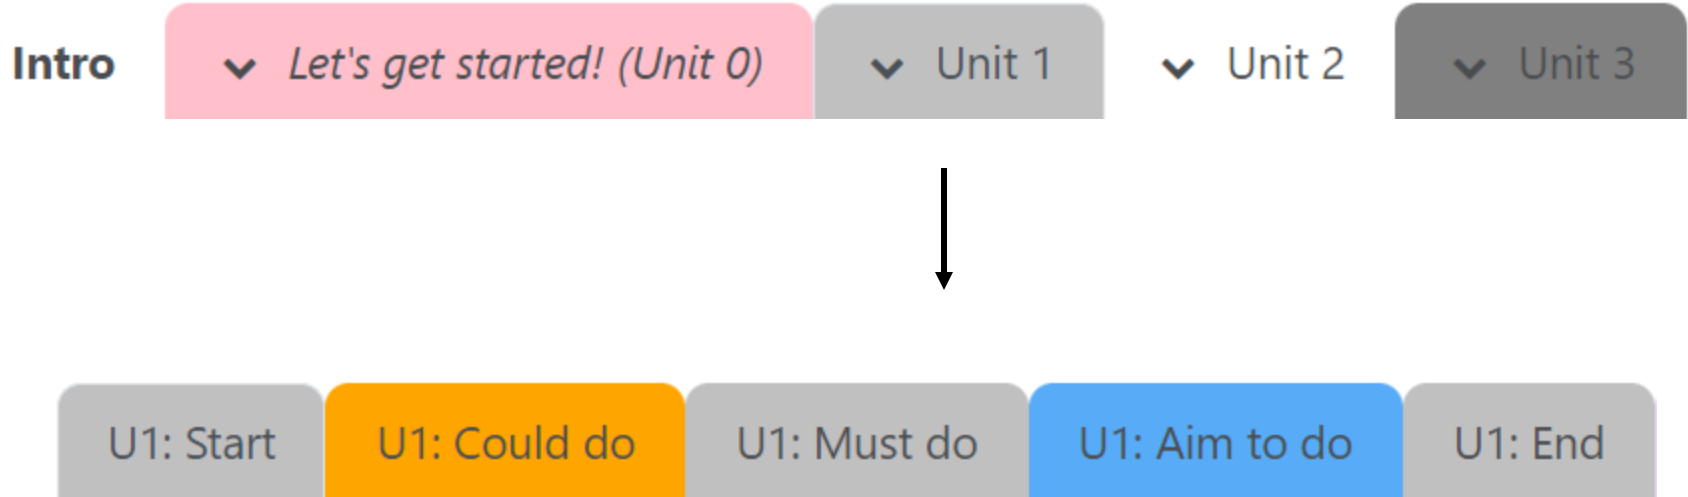 Intro Let's get started! (Unit 0) Unit 1 Unit 2 Unit 3
U1: Start U1: Could do U1: Must do U1: Aim to do U1: End